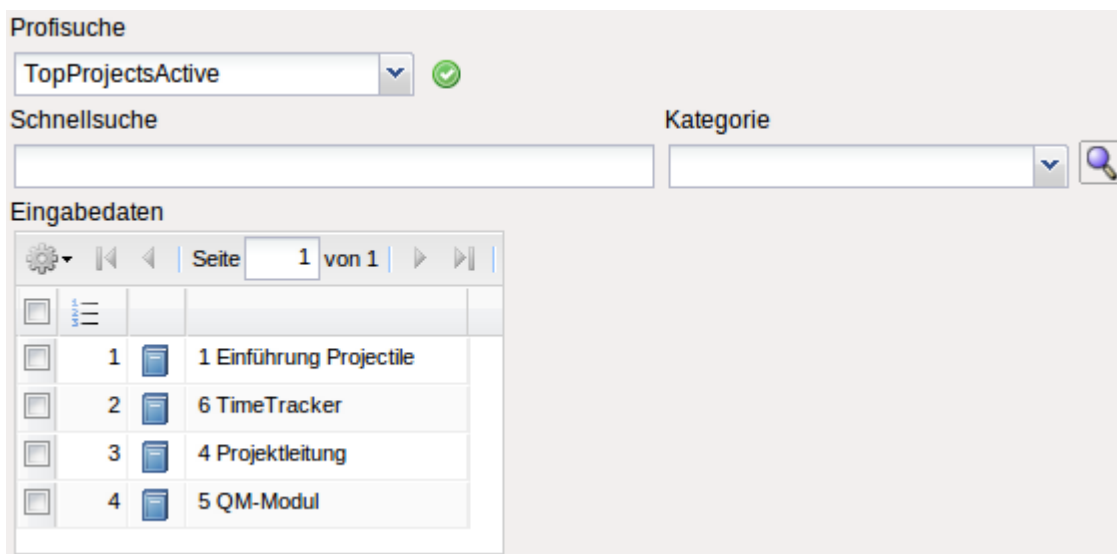 Profisuche
TopProjectsActive
Schnellsuche Kategorie
Eingabedaten
Seite 1 von 1
1 1 Einführung Projectile
2 6 TimeTracker
3 4 Projektleitung
4 5 QM-Modul